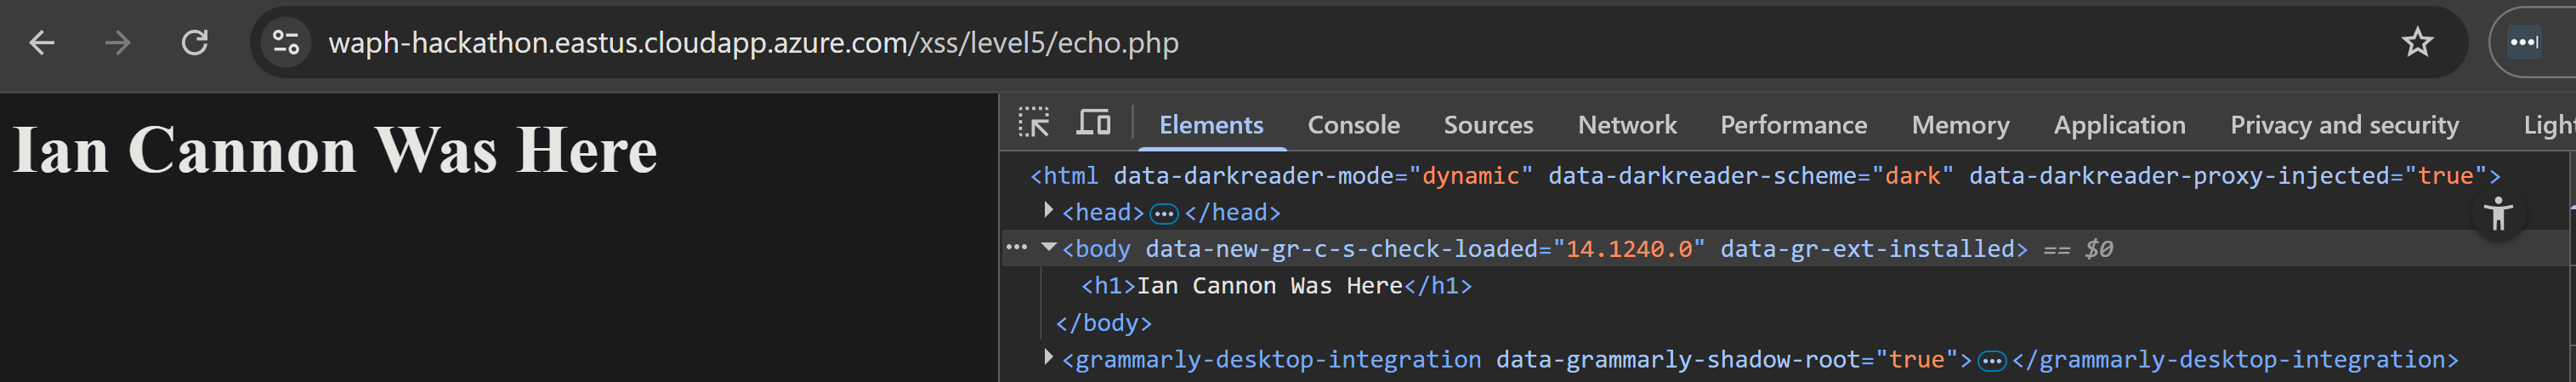 waph-hackathon.eastus.cloudapp.azure.com/xss/level5/echo.php
Ian Cannon Was Here
Elements Console Sources Network Performance Memory Application Privacy and security Ligh
<html data-darkreader-mode="dynamic" data-darkreader-scheme="dark" data-darkreader-proxy-injected="true">
<head>…</head>
<body data-new-gr-c-s-check-loaded="14.1240.0" data-gr-ext-installed> == $0
<h1>Ian Cannon Was Here</h1>
</body>
<grammarly-desktop-integration data-grammarly-shadow-root="true">…</grammarly-desktop-integration>